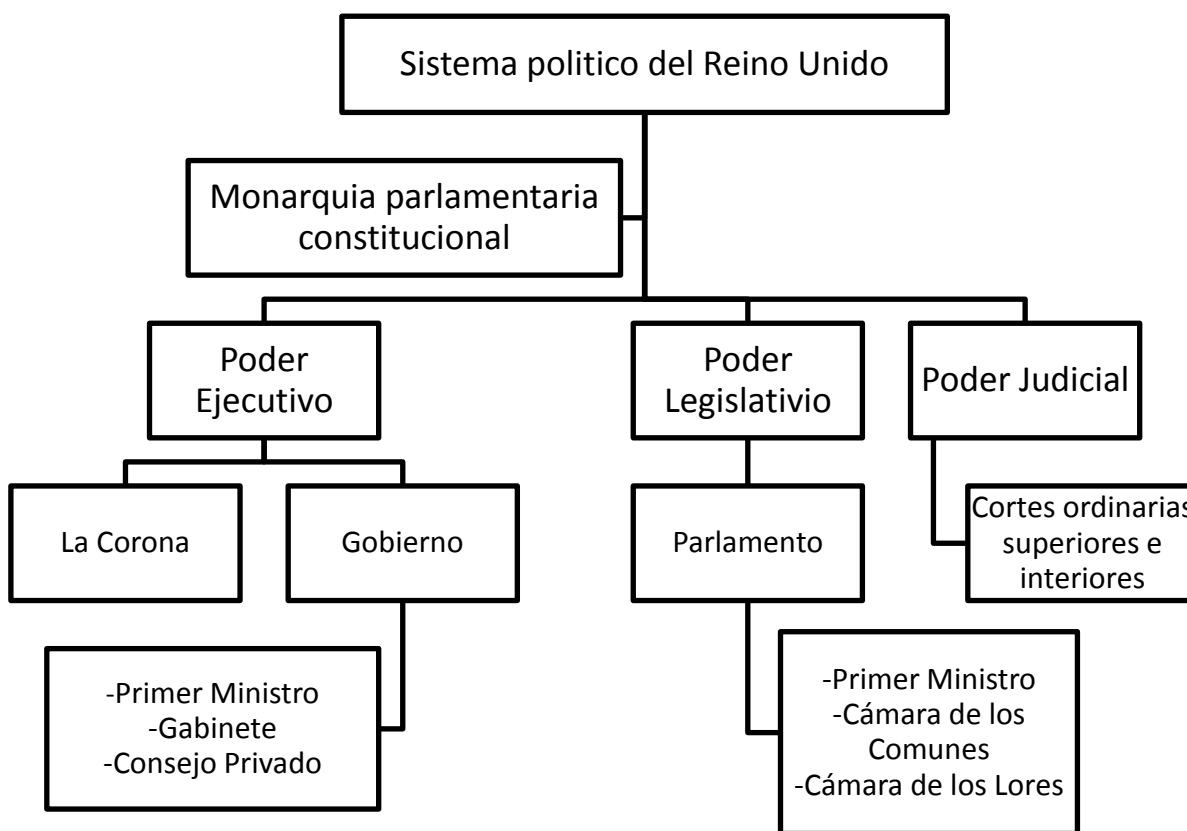 Sistema politico del Reino Unido
Monarquia parlamentaria
constitucional
Poder
Ejecutivo
Poder
Legislativio
Poder Judicial
La Corona
Gobierno
Parlamento
Cortes ordinarias
superiores e
interiores
-Primer Ministro
-Gabinete
-Consejo Privado
-Primer Ministro
-Cámara de los
Comunes
-Cámara de los Lores